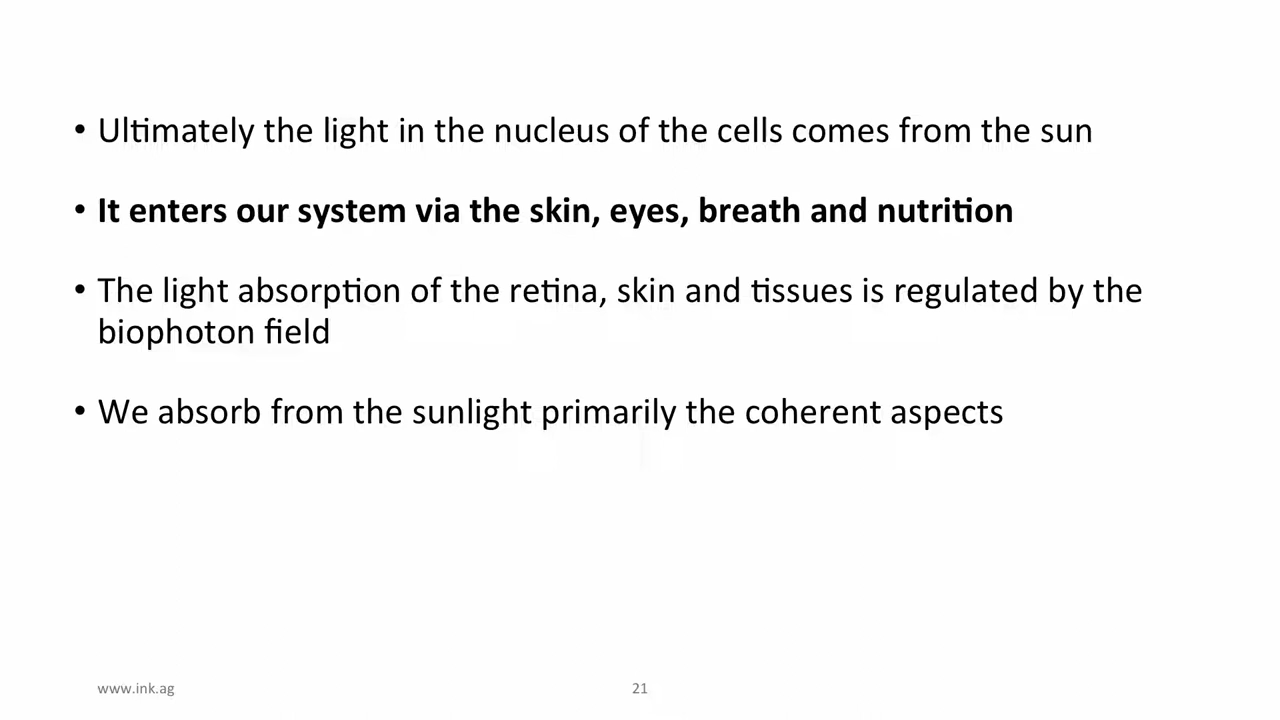 • Ultimately the light in the nucleus of the cells comes from the sun
• It enters our system via the skin, eyes, breath and nutrition
• The light absorption of the retina, skin and tissues is regulated by the
biophoton field
• We absorb from the sunlight primarily the coherent aspects
www.ink.ag
21